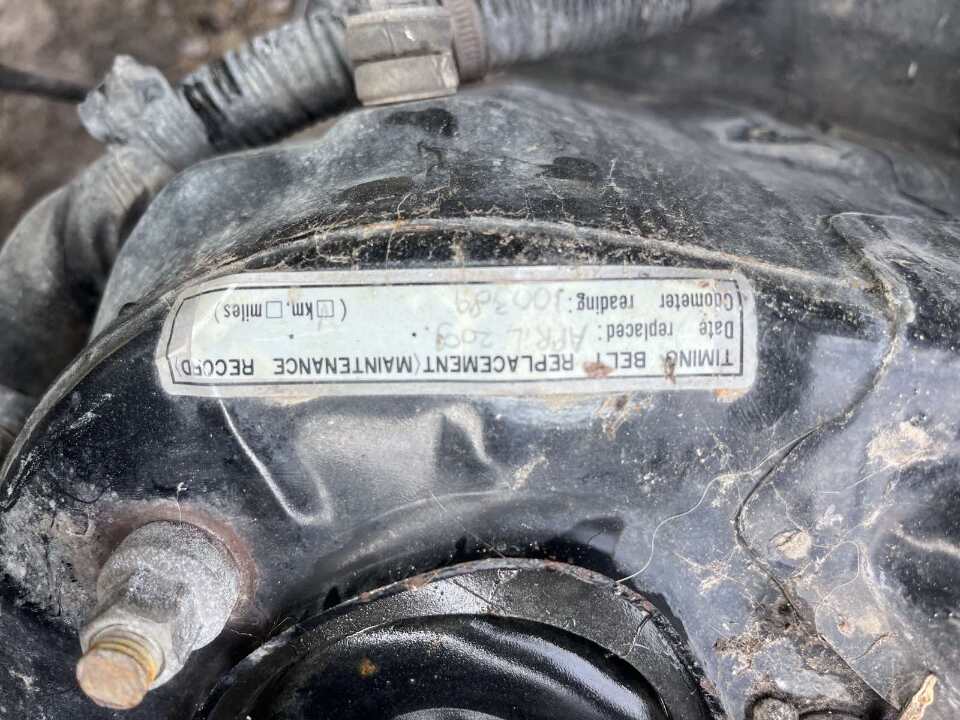 TIMING BELT REPLACEMENT (MAINTENANCE RECORD)
Date replaced: APRIL 2009.
Odometer reading: 100389 (☑ km, ☐ miles)